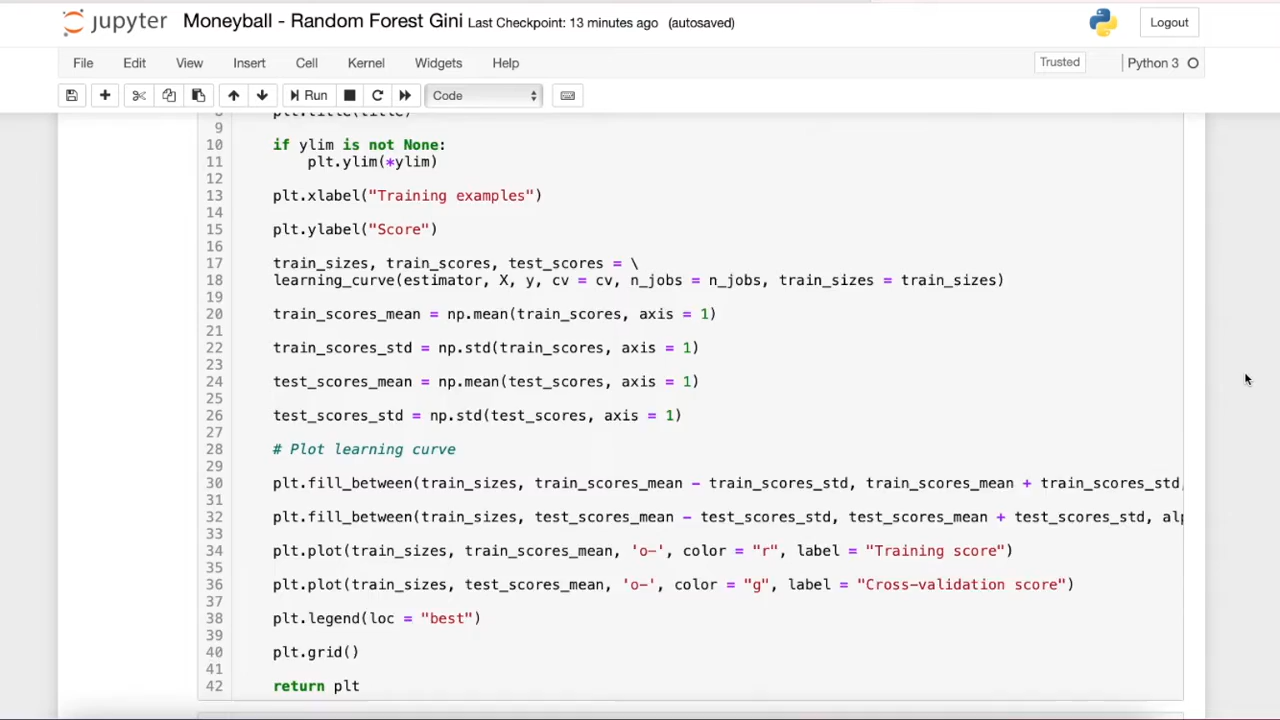 jupyter Moneyball - Random Forest Gini Last Checkpoint: 13 minutes ago (autosaved) Logout
File Edit View Insert Cell Kernel Widgets Help Trusted Python 3
Run Code
plt.title(title)
9
10 if ylim is not None:
11 plt.ylim(*ylim)
12
13 plt.xlabel("Training examples")
14
15 plt.ylabel("Score")
16
17 train_sizes, train_scores, test_scores = \
18 learning_curve(estimator, X, y, cv = cv, n_jobs = n_jobs, train_sizes = train_sizes)
19
20 train_scores_mean = np.mean(train_scores, axis = 1)
21
22 train_scores_std = np.std(train_scores, axis = 1)
23
24 test_scores_mean = np.mean(test_scores, axis = 1)
25
26 test_scores_std = np.std(test_scores, axis = 1)
27
28 # Plot learning curve
29
30 plt.fill_between(train_sizes, train_scores_mean - train_scores_std, train_scores_mean + train_scores_std,
31
32 plt.fill_between(train_sizes, test_scores_mean - test_scores_std, test_scores_mean + test_scores_std, alp
33
34 plt.plot(train_sizes, train_scores_mean, 'o-', color = "r", label = "Training score")
35
36 plt.plot(train_sizes, test_scores_mean, 'o-', color = "g", label = "Cross-validation score")
37
38 plt.legend(loc = "best")
39
40 plt.grid()
41
42 return plt